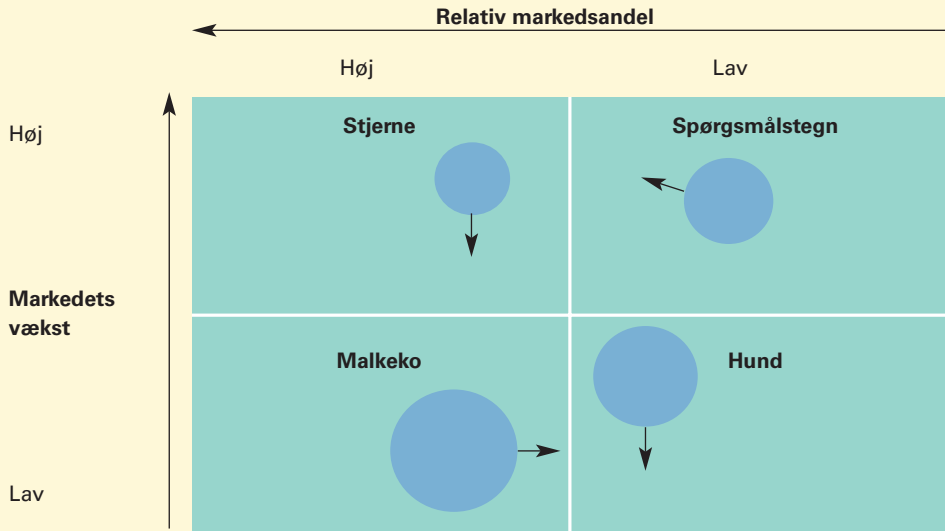 Relativ markedsandel
Høj
Lav
Høj
Stjerne
Spørgsmålstegn
Markedets
vækst
Malkeko
Hund
Lav